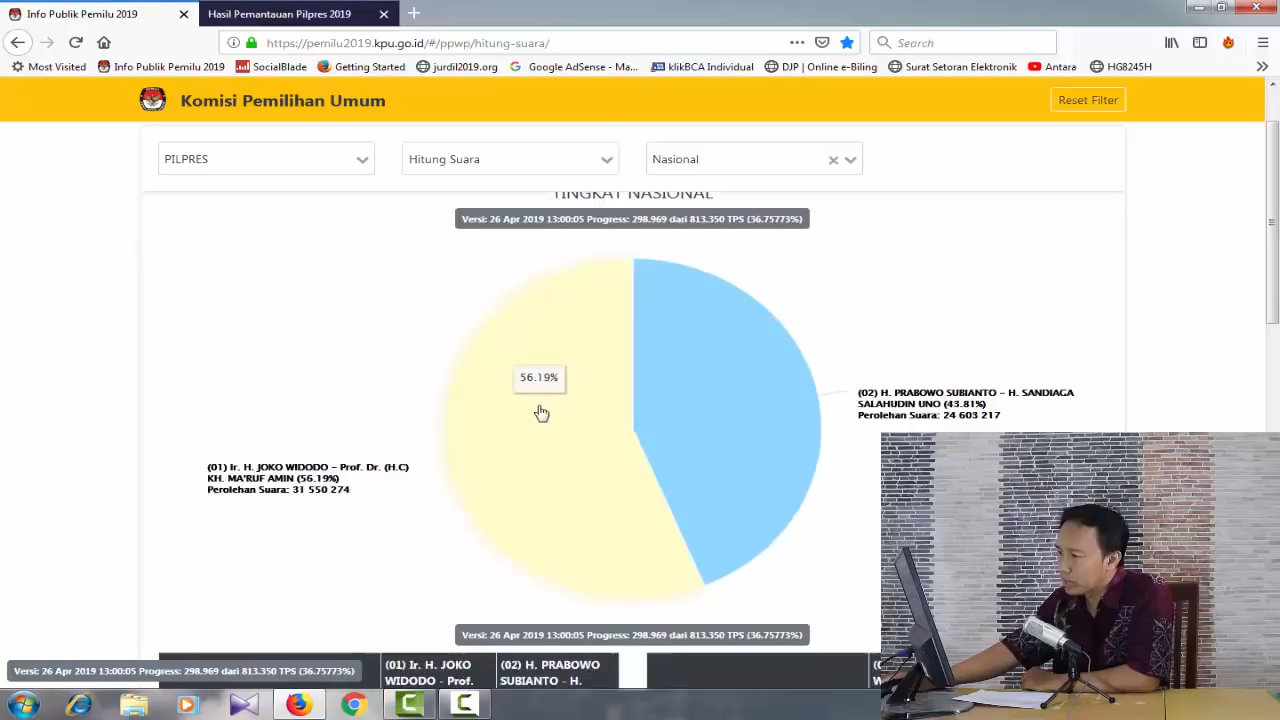 Info Publik Pemilu 2019
Hasil Pemantauan Pilpres 2019
https://pemilu2019.kpu.go.id/#/ppwp/hitung-suara/
Search
Most Visited
Info Publik Pemilu 2019
SocialBlade
Getting Started
jurdil2019.org
Google AdSense - Ma...
klikBCA Individual
DJP | Online e-Biling
Surat Setoran Elektronik
Antara
HG8245H
Komisi Pemilihan Umum
Reset Filter
PILPRES
Hitung Suara
Nasional
TINGKAT NASIONAL
Versi: 26 Apr 2019 13:00:05 Progress: 298.969 dari 813.350 TPS (36.75773%)
56.19%
(02) H. PRABOWO SUBIANTO – H. SANDIAGA
SALAHUDIN UNO (43.81%)
Perolehan Suara: 24 603 217
(01) Ir. H. JOKO WIDODO – Prof. Dr. (H.C)
KH. MA'RUF AMIN (56.19%)
Perolehan Suara: 31 550 274
Versi: 26 Apr 2019 13:00:05 Progress: 298.969 dari 813.350 TPS (36.75773%)
(01) Ir. H. JOKO
WIDODO - Prof.
(02) H. PRABOWO
SUBIANTO - H.
Versi: 26 Apr 2019 13:00:05 Progress: 298.969 dari 813.350 TPS (36.75773%)